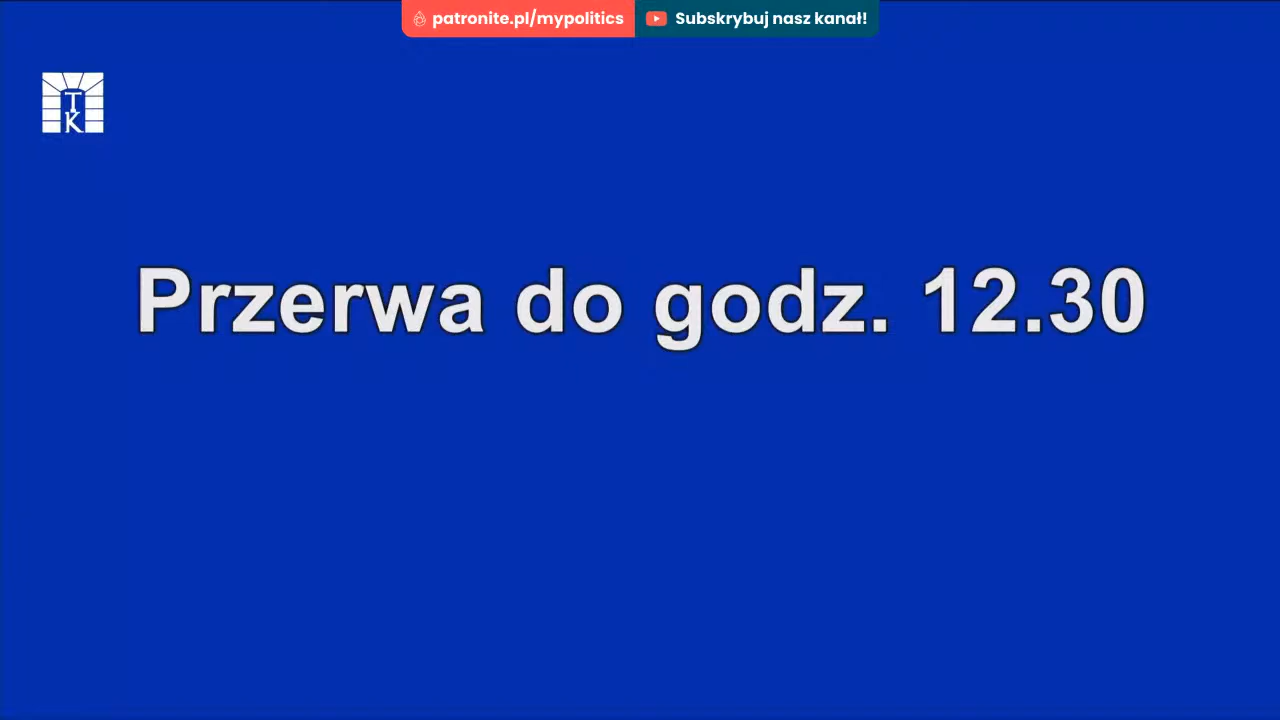 patronite.pl/mypolitics Subskrybuj nasz kanał!
TK
Przerwa do godz. 12.30